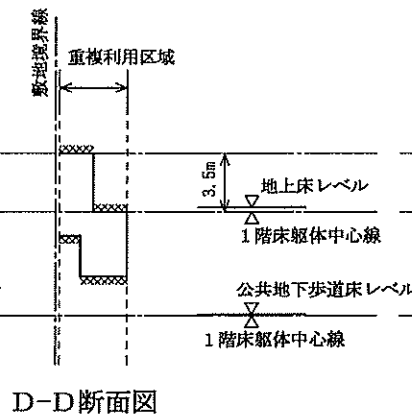 敷地境界線
重複利用区域
3.5m
地上床レベル
1階床躯体中心線
公共地下歩道床レベル
1階床躯体中心線
D-D断面図